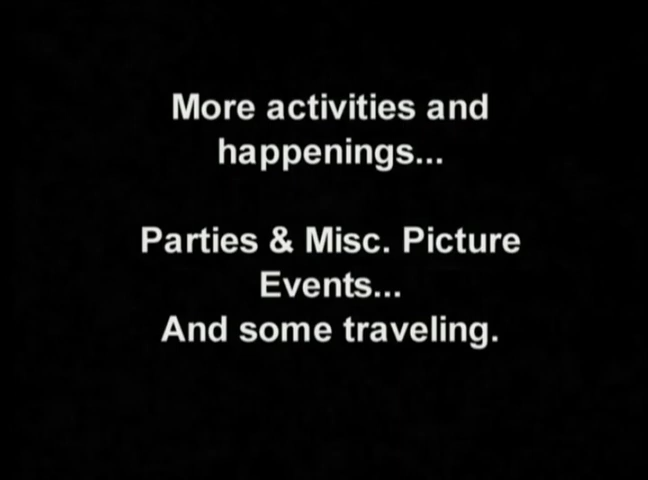 More activities and
happenings...
Parties & Misc. Picture
Events...
And some traveling.